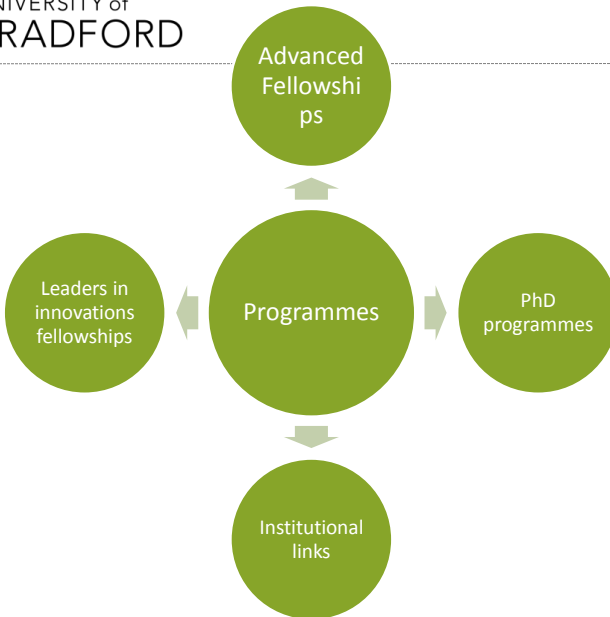 NIVERSITY of
RADFORD
Advanced
Fellowshi
ps
Leaders in
innovations
fellowships
Programmes
PhD
programmes
Institutional
links